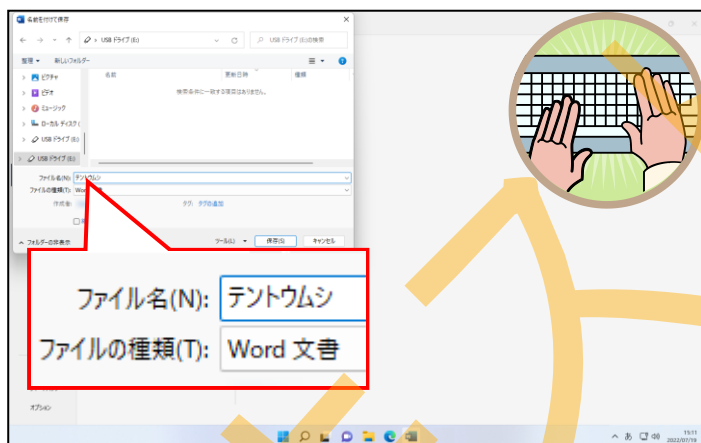 名前を付けて保存
USB ドライブ (E:)
USB ドライブ (E:)の検索
整理 新しいフォルダー
名前 更新日時 種類
検索条件に一致する項目はありません。
ピクチャ
ビデオ
ミュージック
ローカル ディスク (
USB ドライブ (E:)
USB ドライブ (E:)
ファイル名(N): テントウムシ
ファイルの種類(T): Word
作成者:
タグ: タグの追加
フォルダーの非表示
ツール(L) 保存(S) キャンセル
ファイル名(N): テントウムシ
ファイルの種類(T): Word 文書
オプション
あ
15:11
2022/07/19